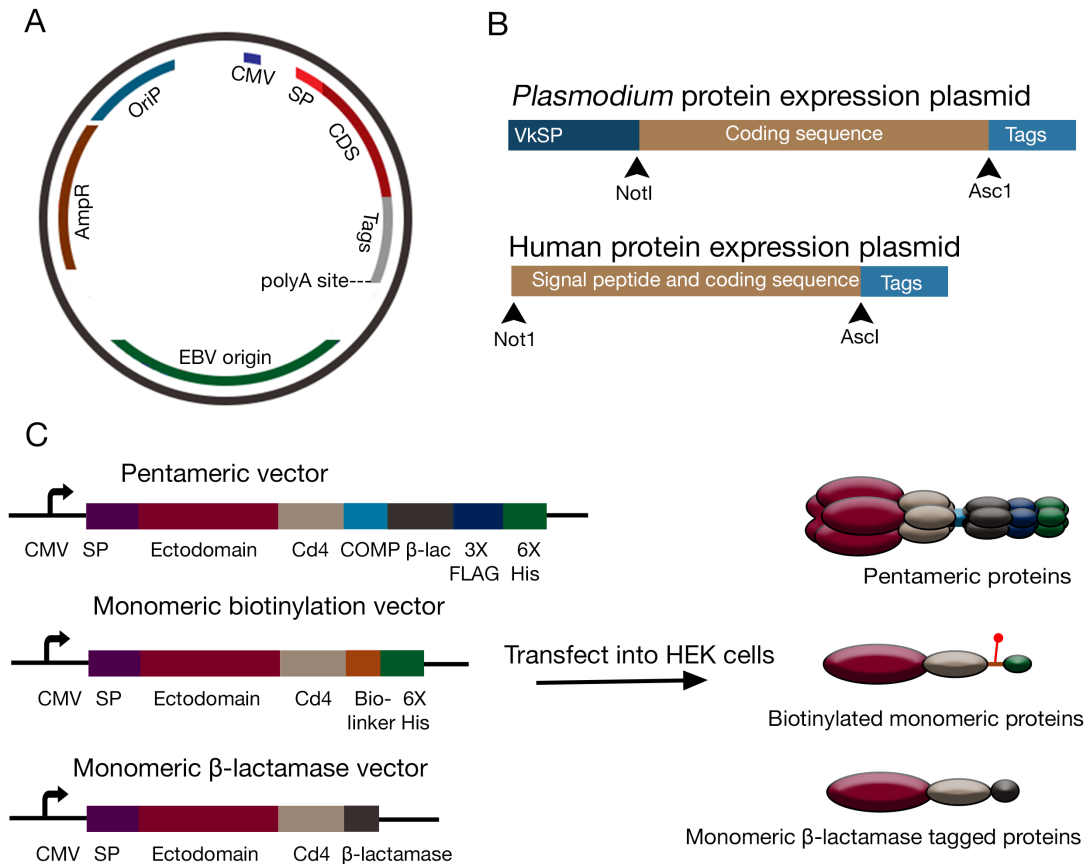 A
CMV
SP
CDS
OriP
AmpR
Tags
polyA site---
EBV origin
B
Plasmodium protein expression plasmid
VkSP Coding sequence Tags
NotI Asc1
Human protein expression plasmid
Signal peptide and coding sequence Tags
Not1 AscI
C
Pentameric vector
CMV SP Ectodomain Cd4 COMP β-lac 3X 6X
FLAG His
Pentameric proteins
Monomeric biotinylation vector
CMV SP Ectodomain Cd4 Bio- 6X
linker His
Transfect into HEK cells
Biotinylated monomeric proteins
Monomeric β-lactamase vector
CMV SP Ectodomain Cd4 β-lactamase
Monomeric β-lactamase tagged proteins